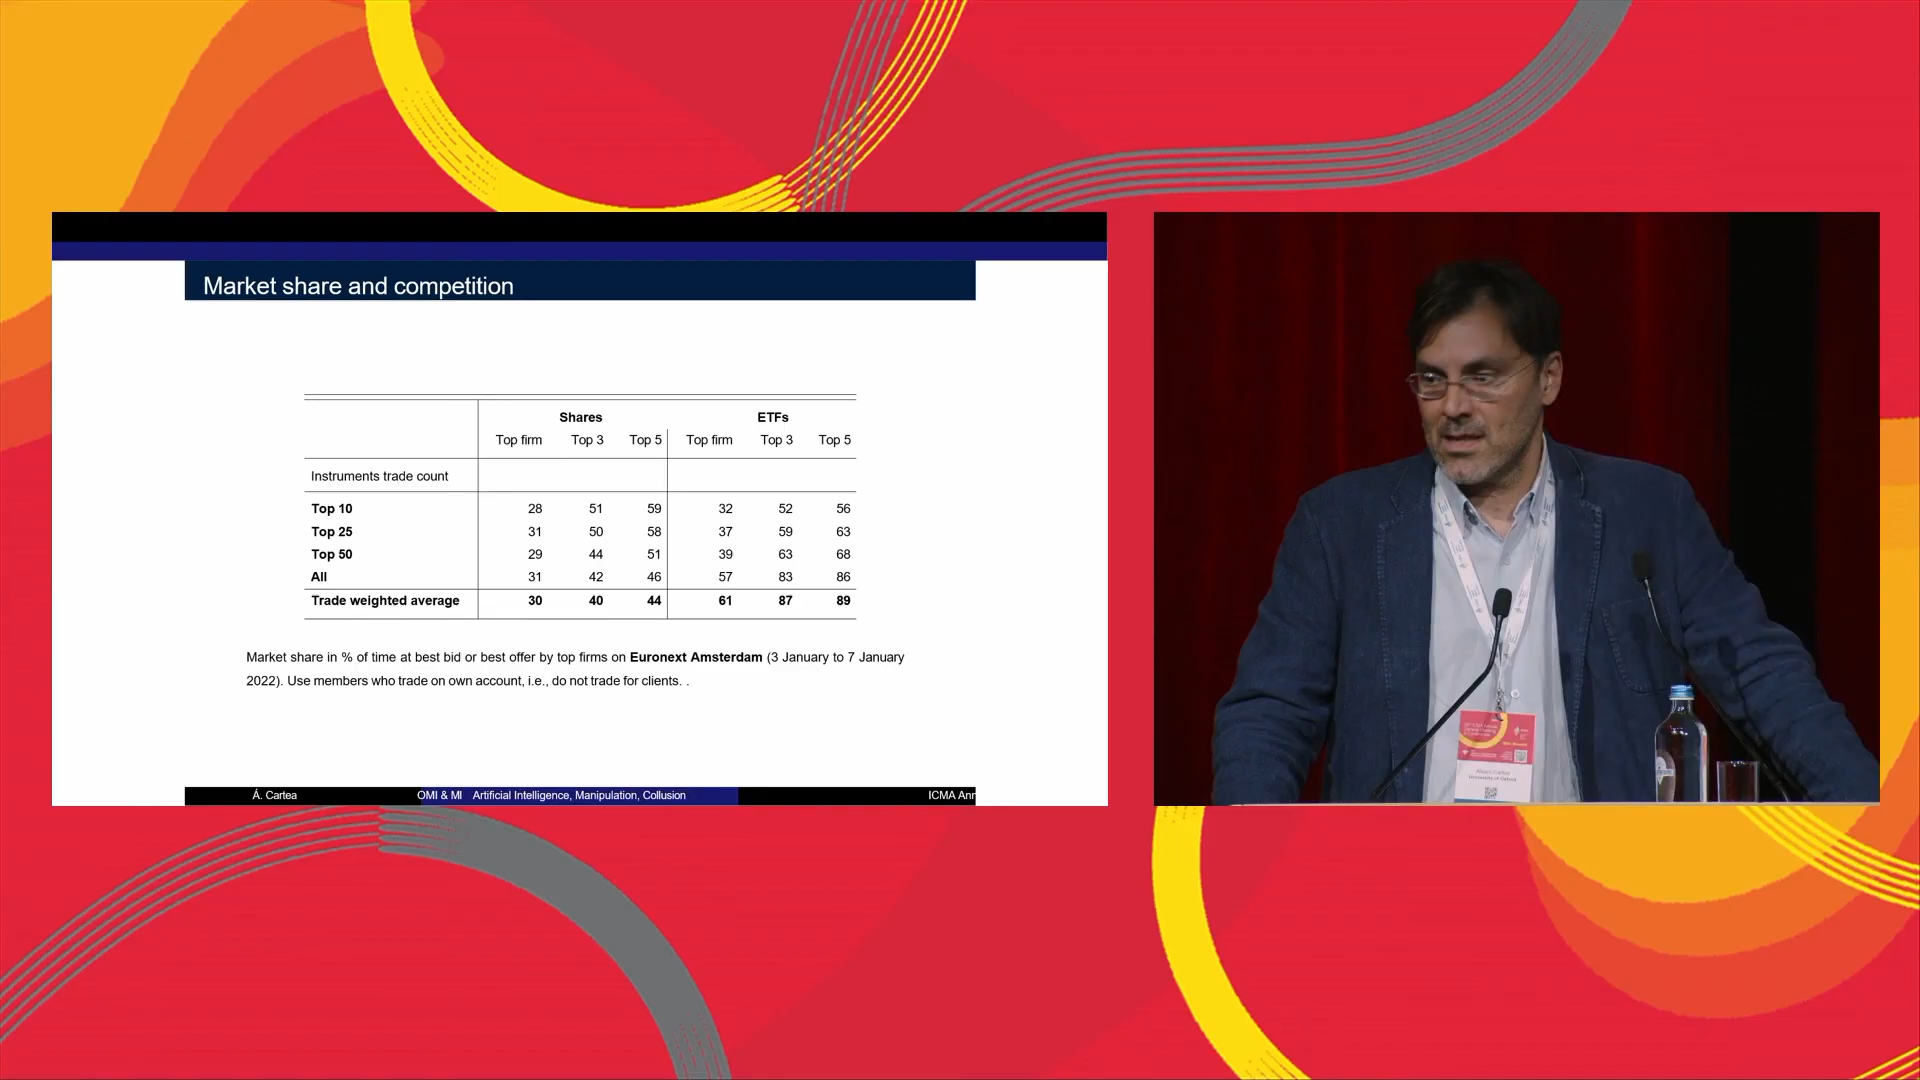 Market share and competition
Shares ETFs
Top firm Top 3 Top 5 Top firm Top 3 Top 5
Instruments trade count
Top 10 28 51 59 32 52 56
Top 25 31 50 58 37 59 63
Top 50 29 44 51 39 63 68
All 31 42 46 57 83 86
Trade weighted average 30 40 44 61 87 89
Market share in % of time at best bid or best offer by top firms on Euronext Amsterdam (3 January to 7 January
2022). Use members who trade on own account, i.e., do not trade for clients. .
Á. Cartea OMI & MI Artificial Intelligence, Manipulation, Collusion ICMA Ann
University of Oxford